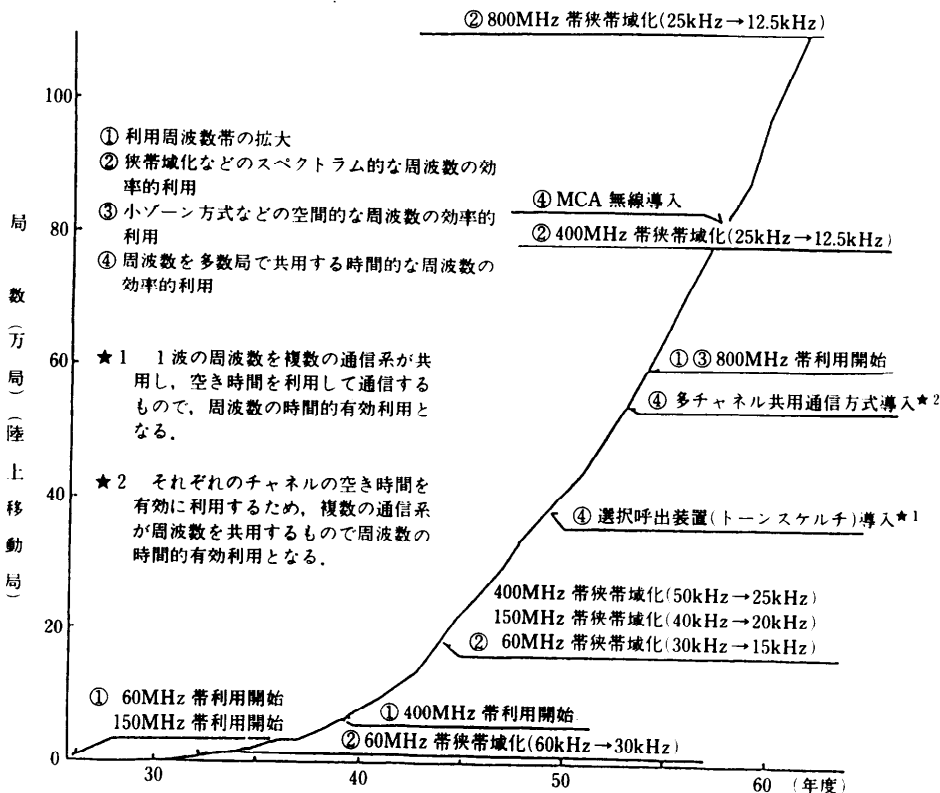 ② 800MHz 帯狭帯域化(25kHz→12.5kHz)
100
① 利用周波数帯の拡大
② 狭帯域化などのスペクトラム的な周波数の効
率的利用
③ 小ゾーン方式などの空間的な周波数の効率的
利用
④ 周波数を多数局で共用する時間的な周波数の
効率的利用
④ MCA 無線導入
② 400MHz 帯狭帯域化(25kHz→12.5kHz)
80
局数(万局)(陸上移動局)
60
★1 1波の周波数を複数の通信系が共
用し,空き時間を利用して通信する
もので,周波数の時間的有効利用と
なる.
①③ 800MHz 帯利用開始
④ 多チャネル共用通信方式導入★2
★2 それぞれのチャネルの空き時間を
有効に利用するため,複数の通信系
が周波数を共用するもので周波数の
時間的有効利用となる.
40
④ 選択呼出装置(トーンスケルチ)導入★1
400MHz 帯狭帯域化(50kHz→25kHz)
150MHz 帯狭帯域化(40kHz→20kHz)
② 60MHz 帯狭帯域化(30kHz→15kHz)
20
① 60MHz 帯利用開始
150MHz 帯利用開始
① 400MHz 帯利用開始
② 60MHz 帯狭帯域化(60kHz→30kHz)
0
30 40 50 60 (年度)